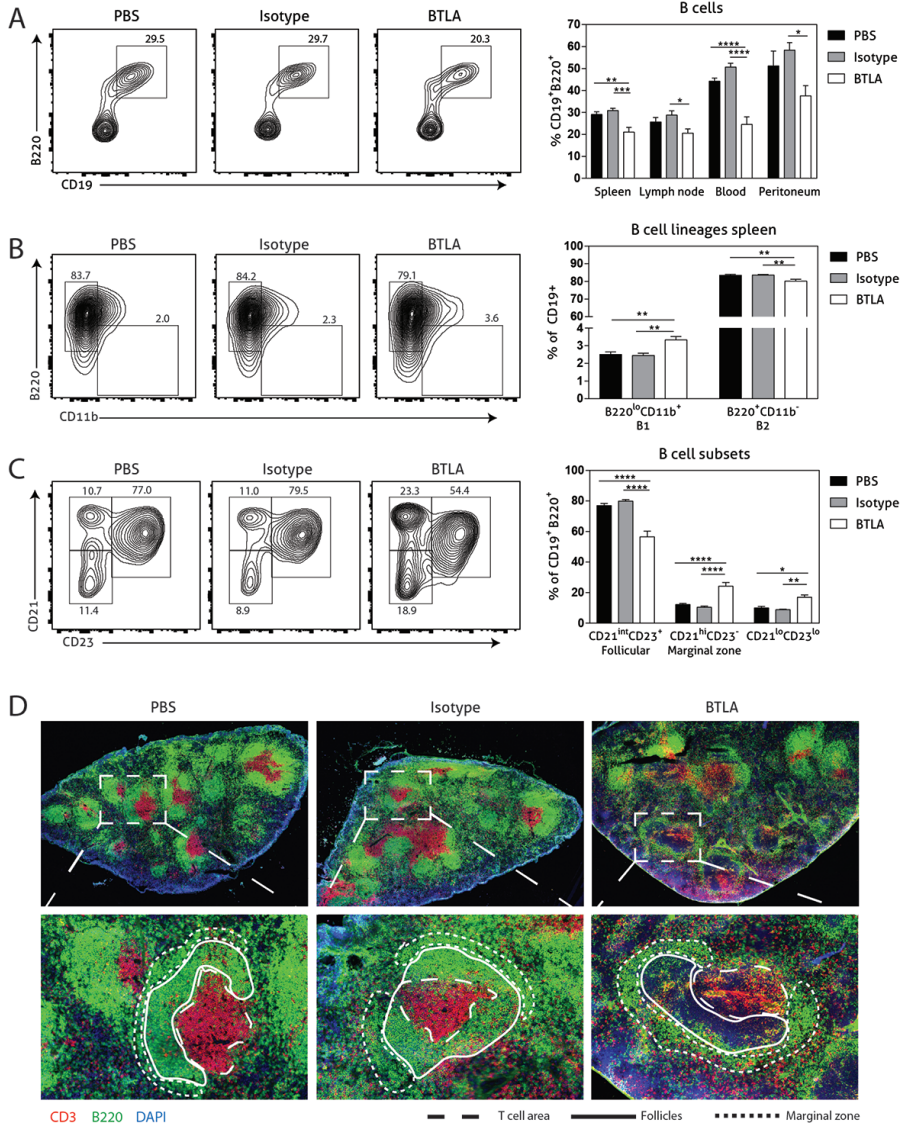 A
PBS
Isotype
BTLA
29.5
29.7
20.3
B220
CD19
B cells
% CD19+B220+
70
60
50
40
30
20
10
0
**
***
*
****
****
*
Spleen
Lymph node
Blood
Peritoneum
PBS
Isotype
BTLA
B
PBS
Isotype
BTLA
83.7
84.2
79.1
2.0
2.3
3.6
B220
CD11b
B cell lineages spleen
% of CD19+
100
90
80
70
60
4
3
2
1
0
**
**
**
**
B220loCD11b+
B1
B220+CD11b-
B2
PBS
Isotype
BTLA
C
PBS
Isotype
BTLA
10.7
77.0
11.0
79.5
23.3
54.4
11.4
8.9
18.9
CD21
CD23
B cell subsets
% of CD19+ B220+
100
80
60
40
20
0
****
****
****
****
*
**
CD21intCD23+
Follicular
CD21hiCD23-
Marginal zone
CD21loCD23lo
PBS
Isotype
BTLA
D
PBS
Isotype
BTLA
CD3
B220
DAPI
T cell area
Follicles
Marginal zone